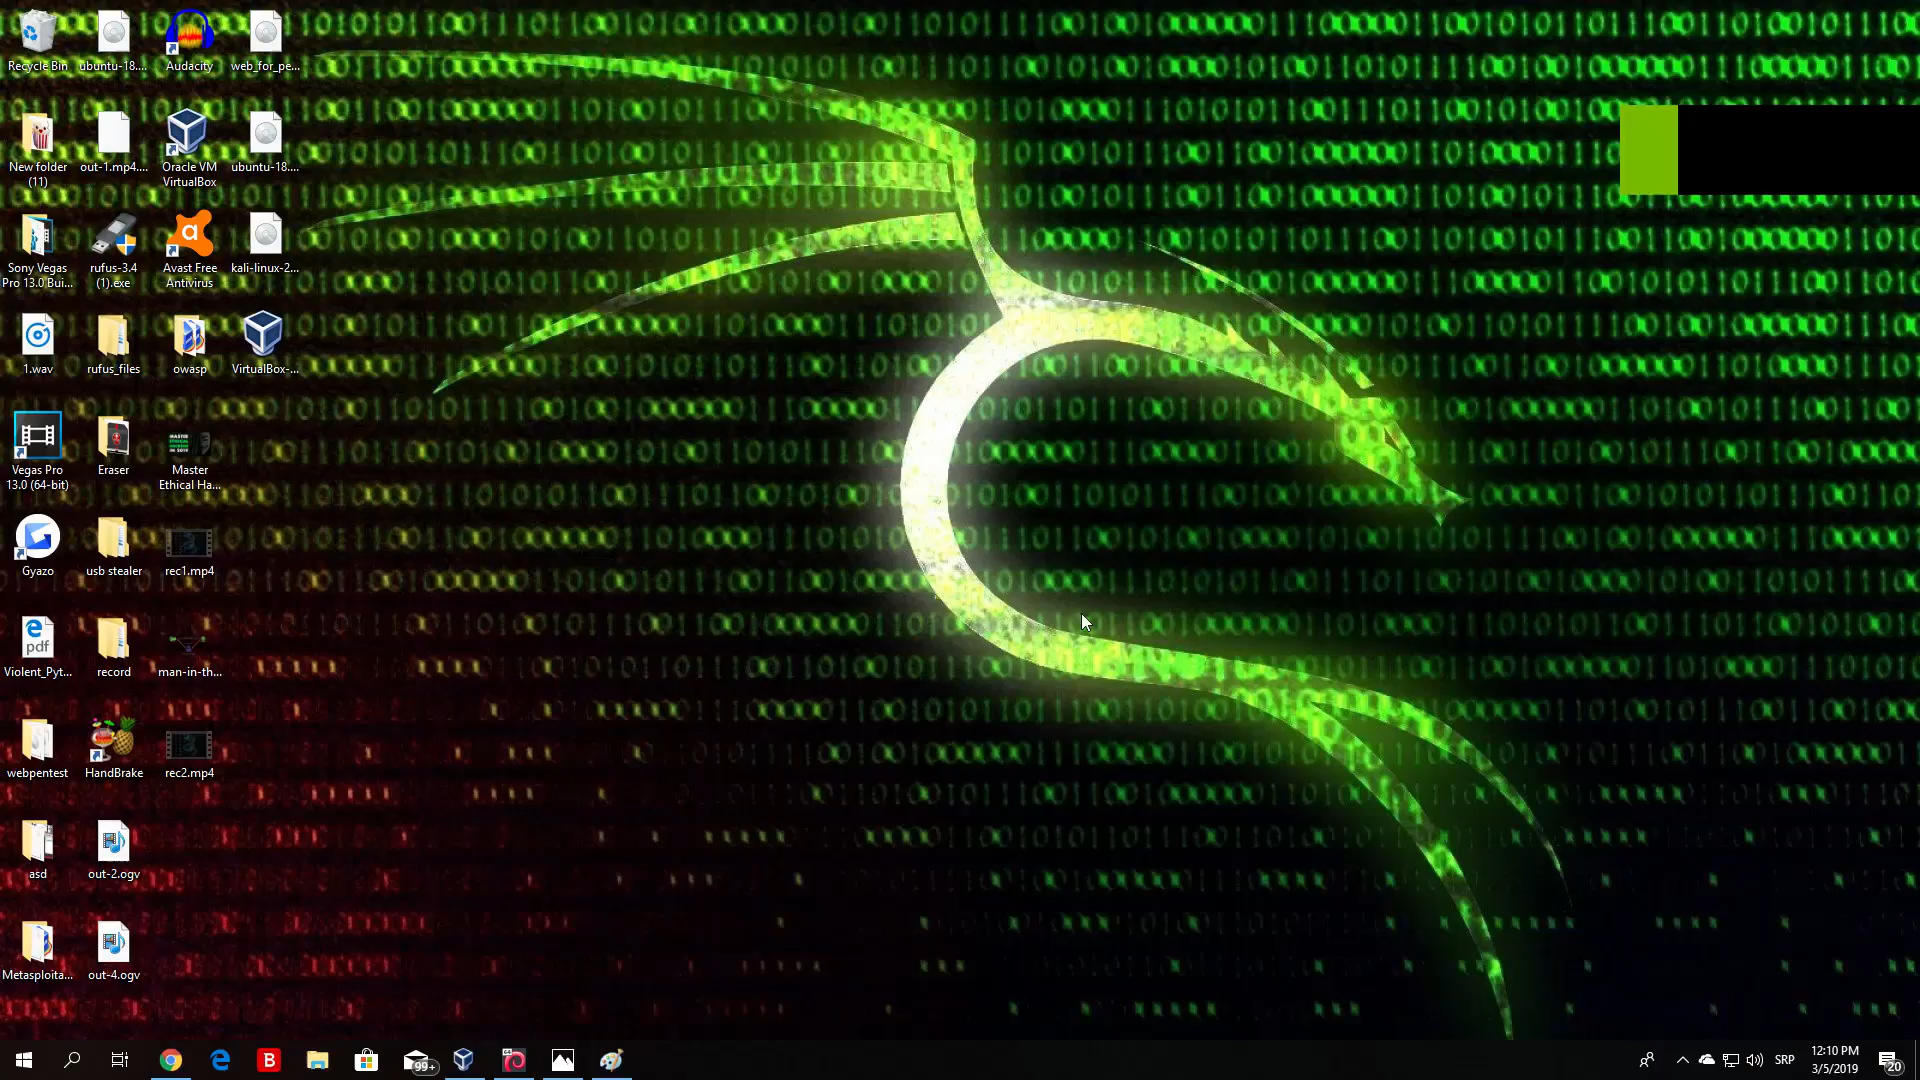 Recycle Bin
ubuntu-18....
Audacity
web_for_pe...
New folder
(11)
out-1.mp4....
Oracle VM
VirtualBox
ubuntu-18....
Sony Vegas
Pro 13.0 Bui...
rufus-3.4
(1).exe
Avast Free
Antivirus
kali-linux-2...
1.wav
rufus_files
owasp
VirtualBox-...
Vegas Pro
13.0 (64-bit)
Eraser
Master
Ethical Ha...
Gyazo
usb stealer
rec1.mp4
pdf
Violent_Pyt...
record
man-in-th...
webpentest
HandBrake
rec2.mp4
asd
out-2.ogv
Metasploita...
out-4.ogv
B
99+
64
SRP
12:10 PM
3/5/2019
20